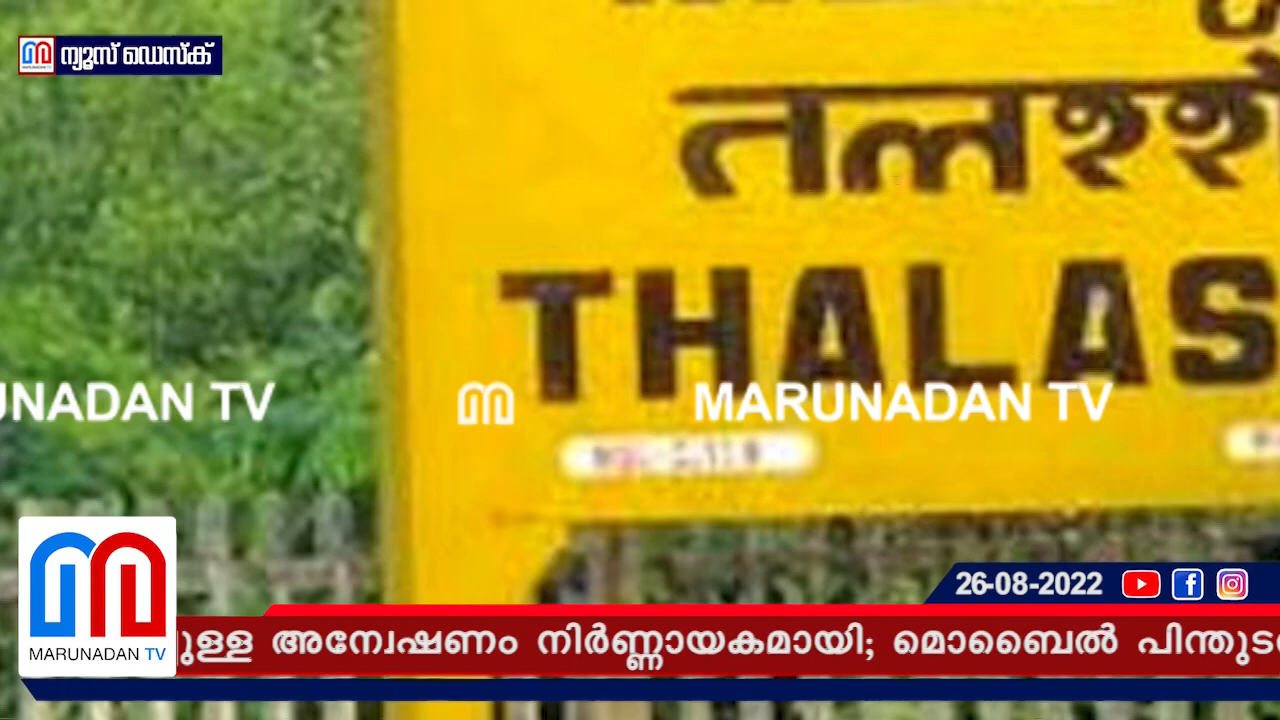 ന്യൂസ് ഡെസ്ക്
THALAS
UNADAN TV
MARUNADAN TV
26-08-2022
MARUNADAN TV
ള്ള അന്വേഷണം നിർണ്ണായകമായി; മൊബൈൽ പിന്തുട